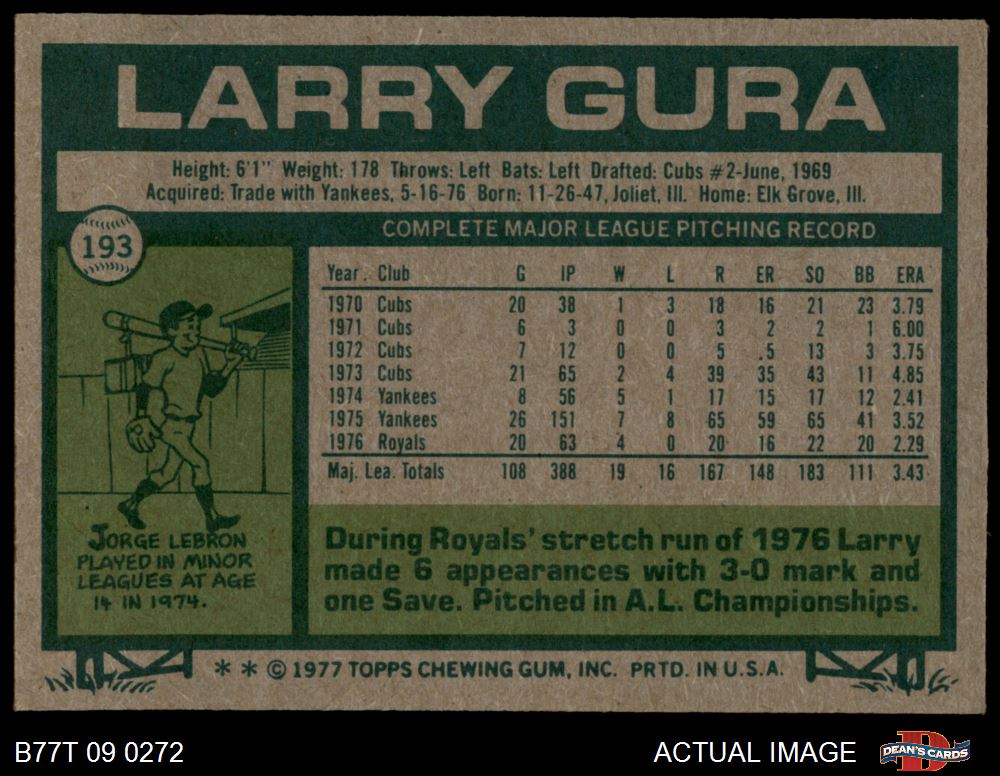 LARRY GURA
Height: 6'1" Weight: 178 Throws: Left Bats: Left Drafted: Cubs #2-June, 1969
Acquired: Trade with Yankees, 5-16-76 Born: 11-26-47, Joliet, Ill. Home: Elk Grove, Ill.
193
COMPLETE MAJOR LEAGUE PITCHING RECORD
Year. Club G IP W L R ER SO BB ERA
1970 Cubs 20 38 1 3 18 16 21 23 3.79
1971 Cubs 6 3 0 0 3 2 2 1 6.00
1972 Cubs 7 12 0 0 5 .5 13 3 3.75
1973 Cubs 21 65 2 4 39 35 43 11 4.85
1974 Yankees 8 56 5 1 17 15 17 12 2.41
1975 Yankees 26 151 7 8 65 59 65 41 3.52
1976 Royals 20 63 4 0 20 16 22 20 2.29
Maj. Lea. Totals 108 388 19 16 167 148 183 111 3.43
JORGE LEBRON
PLAYED IN MINOR
LEAGUES AT AGE
14 IN 1974.
During Royals' stretch run of 1976 Larry
made 6 appearances with 3-0 mark and
one Save. Pitched in A.L. Championships.
* * © 1977 TOPPS CHEWING GUM, INC. PRTD. IN U.S.A.
B77T 09 0272
ACTUAL IMAGE
D
DEAN'S CARDS